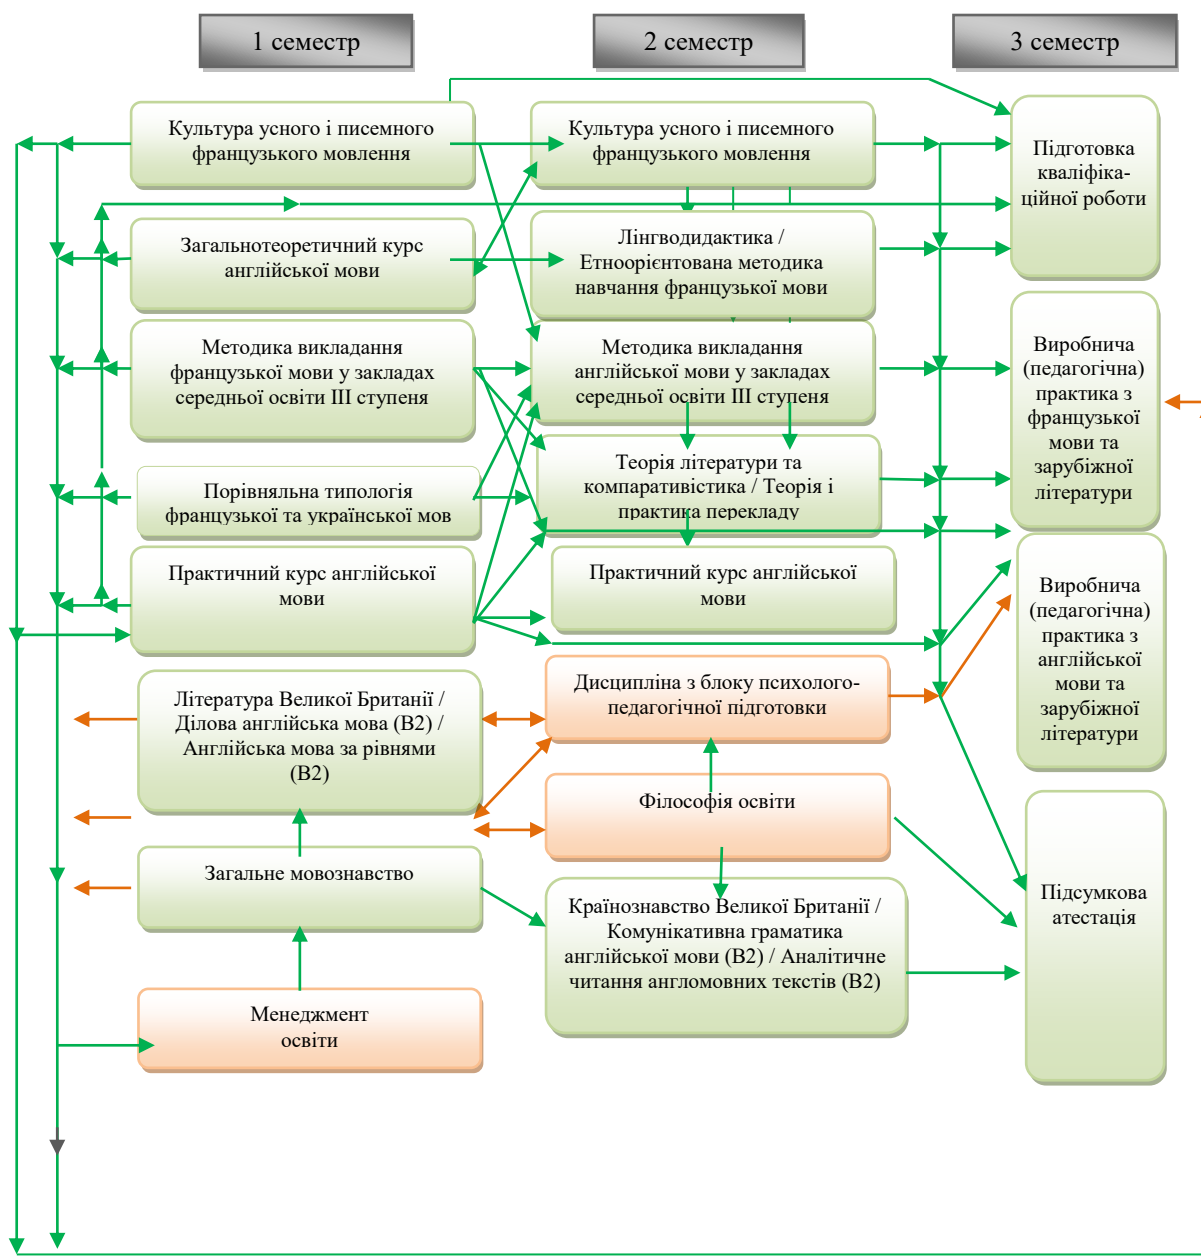 1 семестр
2 семестр
3 семестр
Культура усного і писемного
французького мовлення
Загальнотеоретичний курс
англійської мови
Методика викладання
французької мови у закладах
середньої освіти ІІІ ступеня
Порівняльна типологія
французької та української мов
Практичний курс англійської
мови
Література Великої Британії /
Ділова англійська мова (В2) /
Англійська мова за рівнями
(В2)
Загальне мовознавство
Менеджмент
освіти
Культура усного і писемного
французького мовлення
Лінгводидактика /
Етноорієнтована методика
навчання французької мови
Методика викладання
англійської мови у закладах
середньої освіти ІІІ ступеня
Теорія літератури та
компаративістика / Теорія і
практика перекладу
Практичний курс англійської
мови
Дисципліна з блоку психолого-
педагогічної підготовки
Філософія освіти
Країнознавство Великої Британії /
Комунікативна граматика
англійської мови (В2) / Аналітичне
читання англомовних текстів (В2)
Підготовка
кваліфіка-
ційної роботи
Виробнича
(педагогічна)
практика з
французької
мови та
зарубіжної
літератури
Виробнича
(педагогічна)
практика з
англійської
мови та
зарубіжної
літератури
Підсумкова
атестація